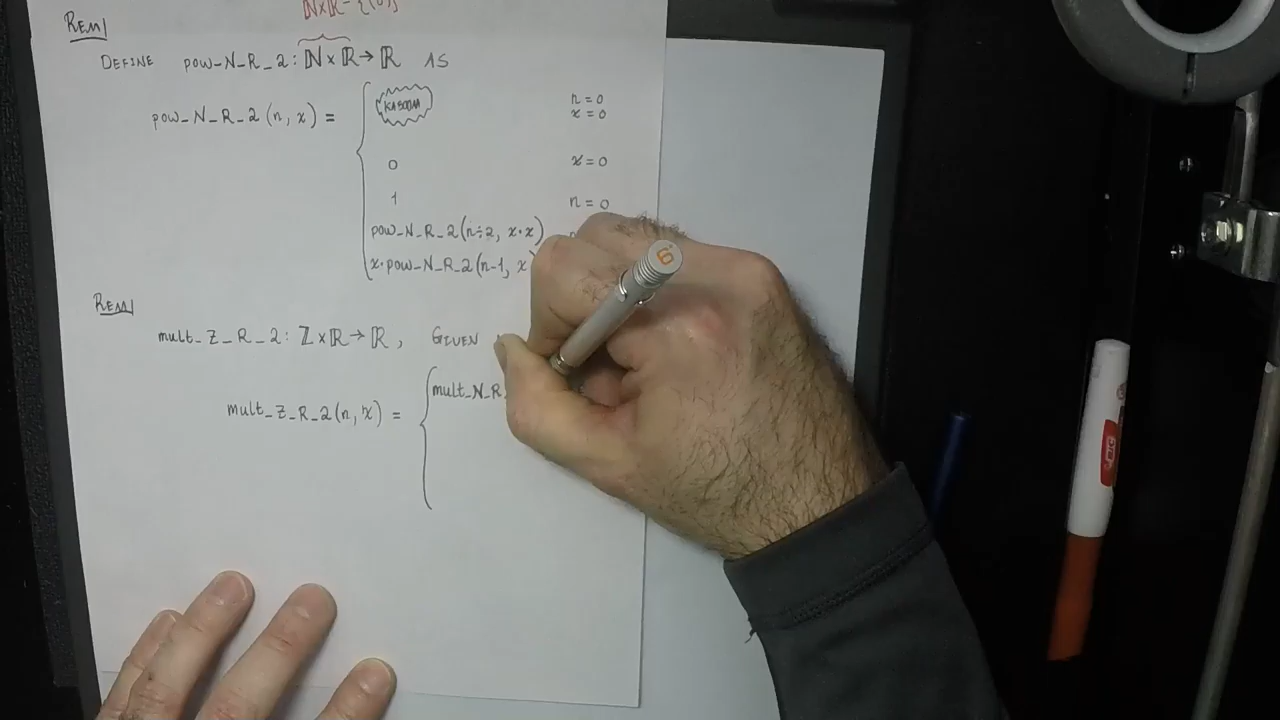 ℕ×ℝ-{(0)}
REM|
DEFINE pow_N_R_2: ℕ×ℝ→ℝ AS
pow_N_R_2(n, x) =
KABOOM n=0
x=0
0 x=0
1 n=0
pow_N_R_2(n÷2, x·x)
x·pow_N_R_2(n-1, x
REM|
mult_Z_R_2: ℤ×ℝ→ℝ, GIVEN
mult_Z_R_2(n, x) =
mult_N_R
6
BIC